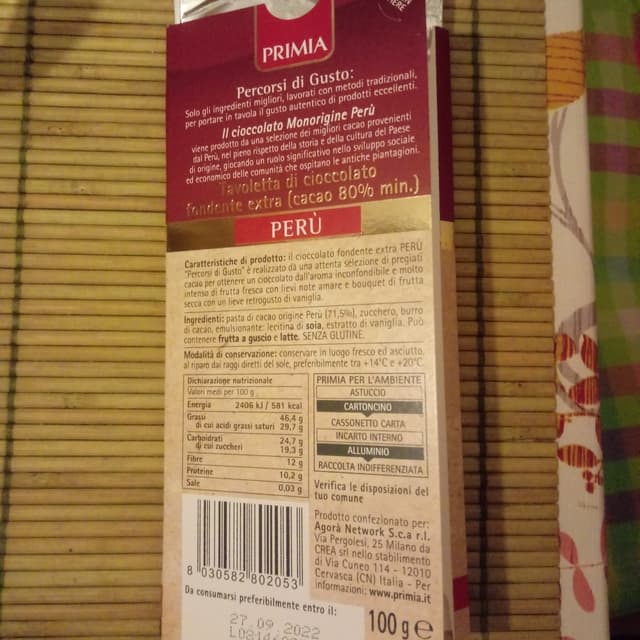 PRIMIA
Percorsi di Gusto:
Solo gli ingredienti migliori, lavorati con metodi tradizionali,
per portare in tavola il gusto autentico di prodotti eccellenti.
Il cioccolato Monorigine Perù
viene prodotto da una selezione dei migliori cacao provenienti
dal Perù, nel pieno rispetto della storia e della cultura del Paese
di origine, giocando un ruolo significativo nello sviluppo sociale
ed economico delle comunità che ospitano le antiche piantagioni.
Tavoletta di cioccolato
fondente extra (cacao 80% min.)
PERÙ
Caratteristiche di prodotto: il cioccolato fondente extra PERÙ
"Percorsi di Gusto" è realizzato da una attenta selezione di pregiati
cacao per ottenere un cioccolato dall'aroma inconfondibile e molto
intenso di frutta fresca con lievi note amare e bouquet di frutta
secca con un lieve retrogusto di vaniglia.
Ingredienti: pasta di cacao origine Perù (71,5%), zucchero, burro
di cacao, emulsionante: lecitina di soia, estratto di vaniglia. Può
contenere frutta a guscio e latte. SENZA GLUTINE.
Modalità di conservazione: conservare in luogo fresco ed asciutto,
al riparo dai raggi diretti del sole, preferibilmente tra +14°C e +20°C.
Dichiarazione nutrizionale
Valori medi per 100 g
Energia 2406 kJ / 581 kcal
Grassi 46,4 g
di cui acidi grassi saturi 29,7 g
Carboidrati 24,7 g
di cui zuccheri 19,3 g
Fibre 12 g
Proteine 10,2 g
Sale 0,03 g
PRIMIA PER L'AMBIENTE
ASTUCCIO
CARTONCINO
CASSONETTO CARTA
INCARTO INTERNO
ALLUMINIO
RACCOLTA INDIFFERENZIATA
Verifica le disposizioni del
tuo comune
8 030582 802053
Prodotto confezionato per:
Agorà Network S.c.a r.l.
Via Pergolesi, 25 Milano da
CREA srl nello stabilimento
di Via Cuneo 114 - 12010
Cervasca (CN) Italia - Per
informazioni: www.primia.it
Da consumarsi preferibilmente entro il:
27.09.2022
100 g e